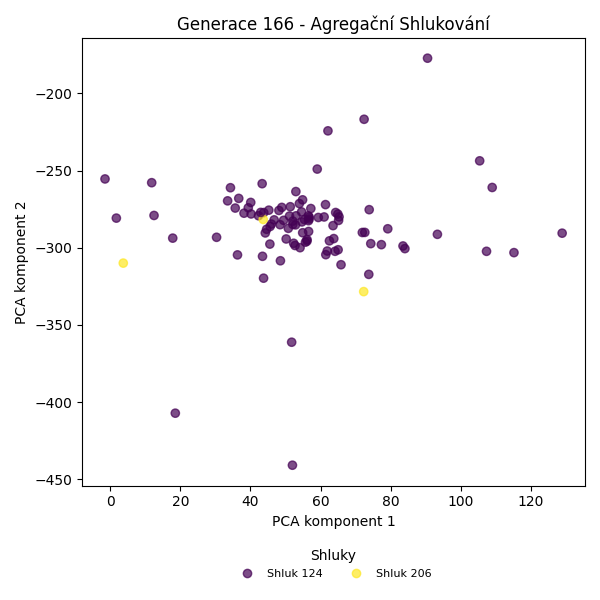 Generace 166 - Agregační Shlukování
PCA komponent 2
−200
−250
−300
−350
−400
−450
0 20 40 60 80 100 120
PCA komponent 1
Shluky
Shluk 124 Shluk 206